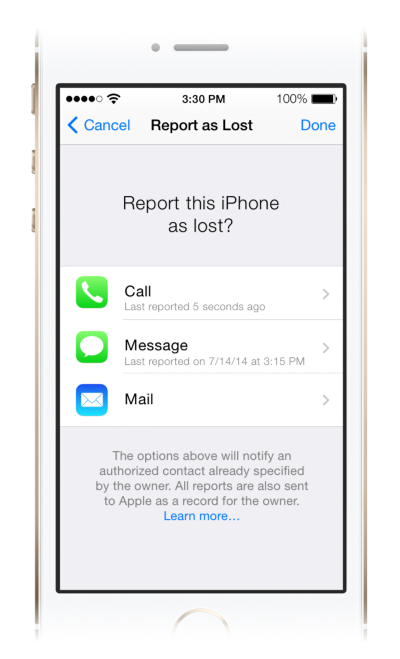 3:30 PM 100%
Cancel Report as Lost Done
Report this iPhone
as lost?
Call
Last reported 5 seconds ago
Message
Last reported on 7/14/14 at 3:15 PM
Mail
The options above will notify an
authorized contact already specified
by the owner. All reports are also sent
to Apple as a record for the owner.
Learn more...